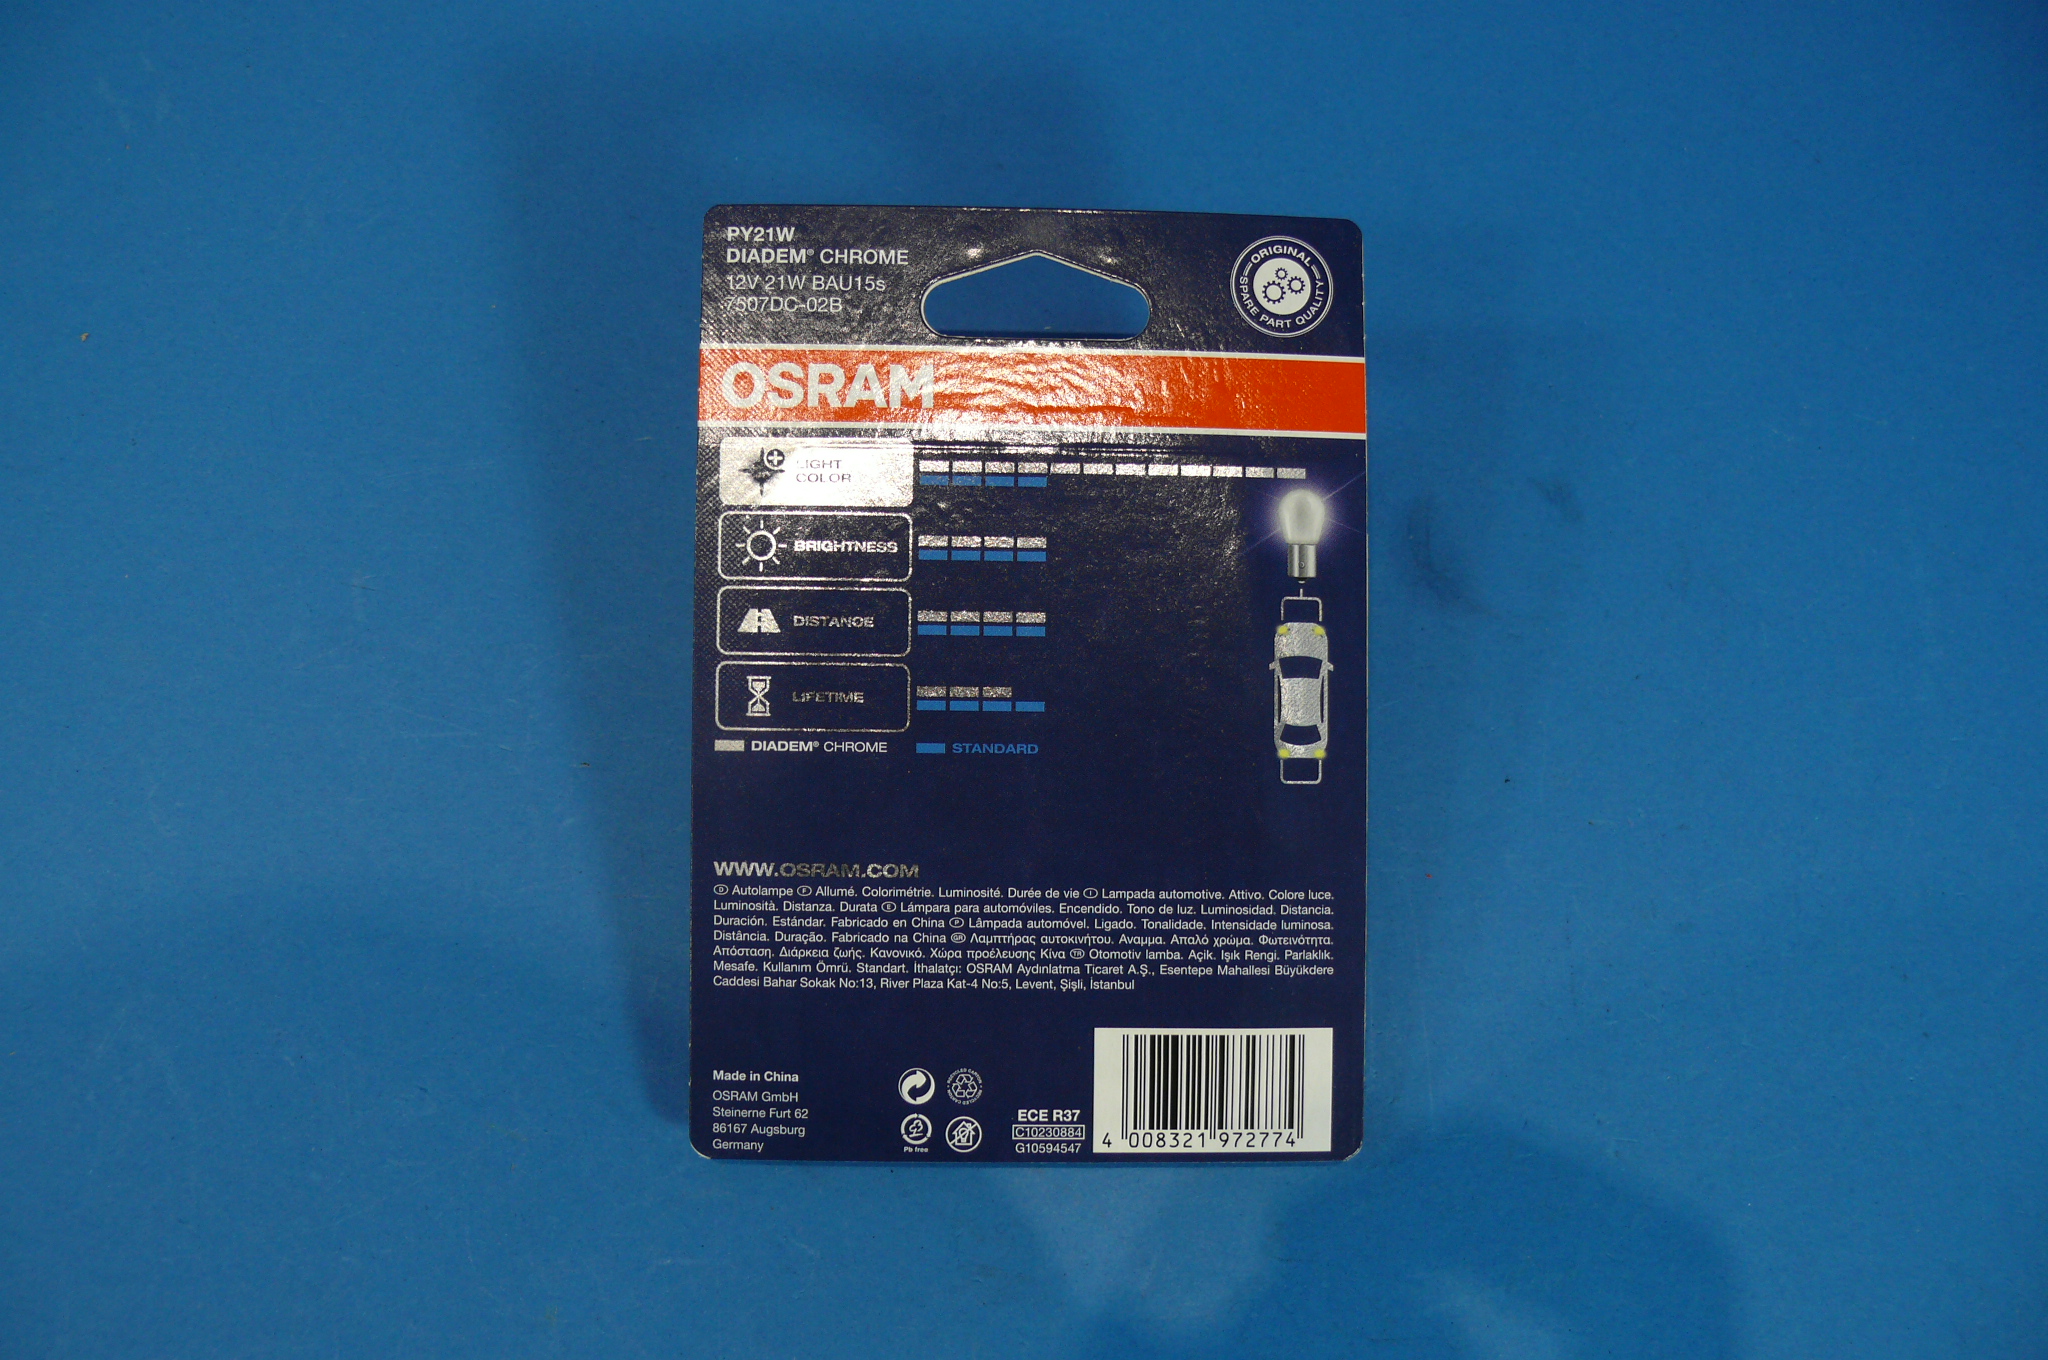 PY21W
DIADEM® CHROME
12V 21W BAU15s
7507DC-02B
ORIGINAL
SPARE PART QUALITY
OSRAM
LIGHT
COLOR
BRIGHTNESS
DISTANCE
LIFETIME
DIADEM® CHROME STANDARD
WWW.OSRAM.COM
Ⓓ Autolampe Ⓕ Allumé. Colorimétrie. Luminosité. Durée de vie Ⓘ Lampada automotive. Attivo. Colore luce.
Luminosità. Distanza. Durata Ⓔ Lámpara para automóviles. Encendido. Tono de luz. Luminosidad. Distancia.
Duración. Estándar. Fabricado en China Ⓟ Lâmpada automóvel. Ligado. Tonalidade. Intensidade luminosa.
Distância. Duração. Fabricado na China GR Λαμπτήρας αυτοκινήτου. Αναμμα. Απαλό χρώμα. Φωτεινότητα.
Απόσταση. Διάρκεια ζωής. Κανονικό. Χώρα προέλευσης Κίνα TR Otomotiv lamba. Açik. Işık Rengi. Parlaklık.
Mesafe. Kullanım Ömrü. Standart. İthalatçı: OSRAM Aydınlatma Ticaret A.Ş., Esentepe Mahallesi Büyükdere
Caddesi Bahar Sokak No:13, River Plaza Kat-4 No:5, Levent, Şişli, İstanbul
Made in China
OSRAM GmbH
Steinerne Furt 62
86167 Augsburg
Germany
Pb free
ECE R37
C10230884
G10594547
4 008321 972774